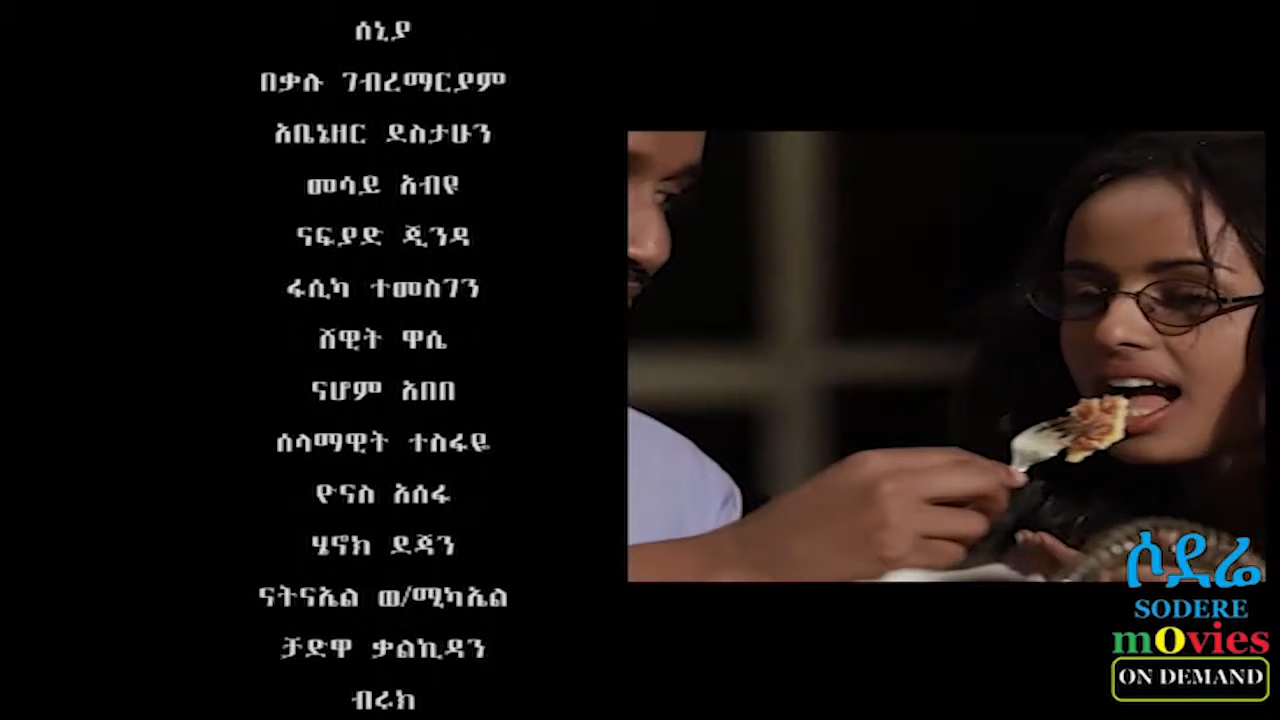 ሰኒያ
በቃሉ ገብረማርያም
አቤኔዘር ደስታሁን
መሳይ አብዩ
ናፍያድ ጂንዳ
ፋሲካ ተመስገን
ሸዊት ዋሴ
ናሆም አበበ
ሰላማዊት ተስፋዬ
ዮናስ አሰፋ
ሄኖክ ደጃን
ናትናኤል ወ/ሚካኤል
ቻድዋ ቃልኪዳን
ብሩክ
ሶደሬ
SODERE
mOvies
ON DEMAND